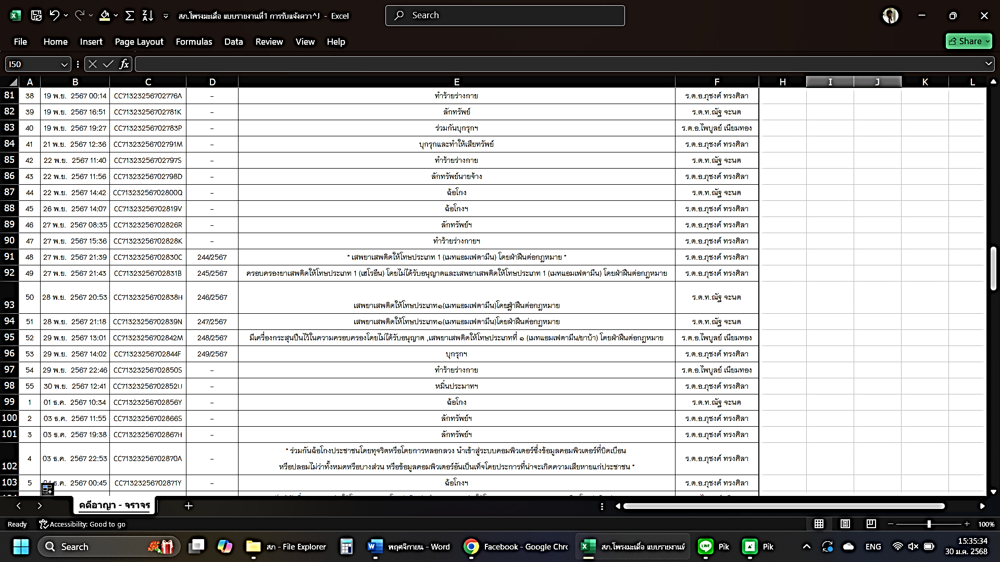 สภ.โพรงมะเดื่อ แบบรายงานที่1 การรับแจ้งควา^J - Excel
Search
File Home Insert Page Layout Formulas Data Review View Help
Share
I50
fx
A B C D E F H I J K L
81 38 19 พ.ย. 2567 00:14 CC71323256702776A - ทำร้ายร่างกาย ร.ต.อ.ภุชงค์ ทรงศิลา
82 39 19 พ.ย. 2567 16:51 CC71323256702781K - ลักทรัพย์ ร.ต.ท.ณัฐ จะนต
83 40 19 พ.ย. 2567 19:27 CC71323256702783P - ร่วมกันบุกรุกฯ ร.ต.อ.ไพบูลย์ เนียมทอง
84 41 21 พ.ย. 2567 12:36 CC71323256702791M - บุกรุกและทำให้เสียทรัพย์ ร.ต.อ.ภุชงค์ ทรงศิลา
85 42 22 พ.ย. 2567 11:40 CC71323256702797S - ทำร้ายร่างกาย ร.ต.ท.ณัฐ จะนต
86 43 22 พ.ย. 2567 11:56 CC71323256702798D - ลักทรัพย์นายจ้าง ร.ต.อ.ภุชงค์ ทรงศิลา
87 44 22 พ.ย. 2567 14:42 CC71323256702800Q - ฉ้อโกง ร.ต.ท.ณัฐ จะนต
88 45 26 พ.ย. 2567 14:07 CC71323256702819V - ฉ้อโกงฯ ร.ต.อ.ภุชงค์ ทรงศิลา
89 46 27 พ.ย. 2567 08:35 CC71323256702826R - ลักทรัพย์ฯ ร.ต.อ.ภุชงค์ ทรงศิลา
90 47 27 พ.ย. 2567 15:36 CC71323256702828K - ทำร้ายร่างกายฯ ร.ต.อ.ภุชงค์ ทรงศิลา
91 48 27 พ.ย. 2567 21:39 CC71323256702830C 244/2567 " เสพยาเสพติดให้โทษประเภท 1 (เมทแอมเฟตามีน) โดยฝ่าฝืนต่อกฎหมาย " ร.ต.อ.ภุชงค์ ทรงศิลา
92 49 27 พ.ย. 2567 21:43 CC71323256702831B 245/2567 ครอบครองยาเสพติดให้โทษประเภท 1 (เฮโรอีน) โดยไม่ได้รับอนุญาตและเสพยาเสพติดให้โทษประเภท 1 (เมทแอมเฟตามีน) โดยฝ่าฝืนต่อกฎหมาย ร.ต.อ.ภุชงค์ ทรงศิลา
93 50 28 พ.ย. 2567 20:53 CC71323256702838H 246/2567 เสพยาเสพติดให้โทษประเภท๑(เมทแอมเฟตามีน)โดยฝ่าฝืนต่อกฎหมาย ร.ต.ท.ณัฐ จะนต
94 51 28 พ.ย. 2567 21:18 CC71323256702839N 247/2567 เสพยาเสพติดให้โทษประเภท๑(เมทแอมเฟตามีน)โดยฝ่าฝืนต่อกฎหมาย ร.ต.ท.ณัฐ จะนต
95 52 29 พ.ย. 2567 13:01 CC71323256702842M 248/2567 มีเครื่องกระสุนปืนไว้ในความครอบครองโดยไม่ได้รับอนุญาต ,เสพยาเสพติดให้โทษประเภทที่ ๑ (เมทแอมเฟตามีน/ยาบ้า) โดยฝ่าฝืนต่อกฎหมาย ร.ต.อ.ไพบูลย์ เนียมทอง
96 53 29 พ.ย. 2567 14:02 CC71323256702844F 249/2567 บุกรุกฯ ร.ต.อ.ภุชงค์ ทรงศิลา
97 54 29 พ.ย. 2567 22:46 CC71323256702850S - ทำร้ายร่างกาย ร.ต.อ.ไพบูลย์ เนียมทอง
98 55 30 พ.ย. 2567 12:41 CC71323256702852U - หมิ่นประมาทฯ ร.ต.อ.ภุชงค์ ทรงศิลา
99 1 01 ธ.ค. 2567 10:34 CC71323256702856Y - ฉ้อโกง ร.ต.ท.ณัฐ จะนต
100 2 03 ธ.ค. 2567 11:55 CC71323256702866S - ลักทรัพย์ฯ ร.ต.อ.ภุชงค์ ทรงศิลา
101 3 03 ธ.ค. 2567 19:38 CC71323256702867H - ลักทรัพย์ฯ ร.ต.อ.ภุชงค์ ทรงศิลา
" ร่วมกันฉ้อโกงประชาชนโดยทุจริตหรือโดยการหลอกลวง นำเข้าสู่ระบบคอมพิวเตอร์ซึ่งข้อมูลคอมพิวเตอร์ที่บิดเบือน
102 4 03 ธ.ค. 2567 22:53 CC71323256702870A - ร.ต.อ.ภุชงค์ ทรงศิลา
หรือปลอมไม่ว่าทั้งหมดหรือบางส่วน หรือข้อมูลคอมพิวเตอร์อันเป็นเท็จโดยประการที่น่าจะเกิดความเสียหายแก่ประชาชน "
103 5 04 ธ.ค. 2567 00:45 CC71323256702871Y - ฉ้อโกงฯ ร.ต.อ.ภุชงค์ ทรงศิลา
คดีอาญา - จราจร
Ready Accessibility: Good to go 100%
Search สภ - File Explorer พฤศจิกายน - Word Facebook - Google Chro สภ.โพรงมะเดื่อ แบบรายงานที่ Pik Pik ENG 15:35:34
30 ม.ค. 2568